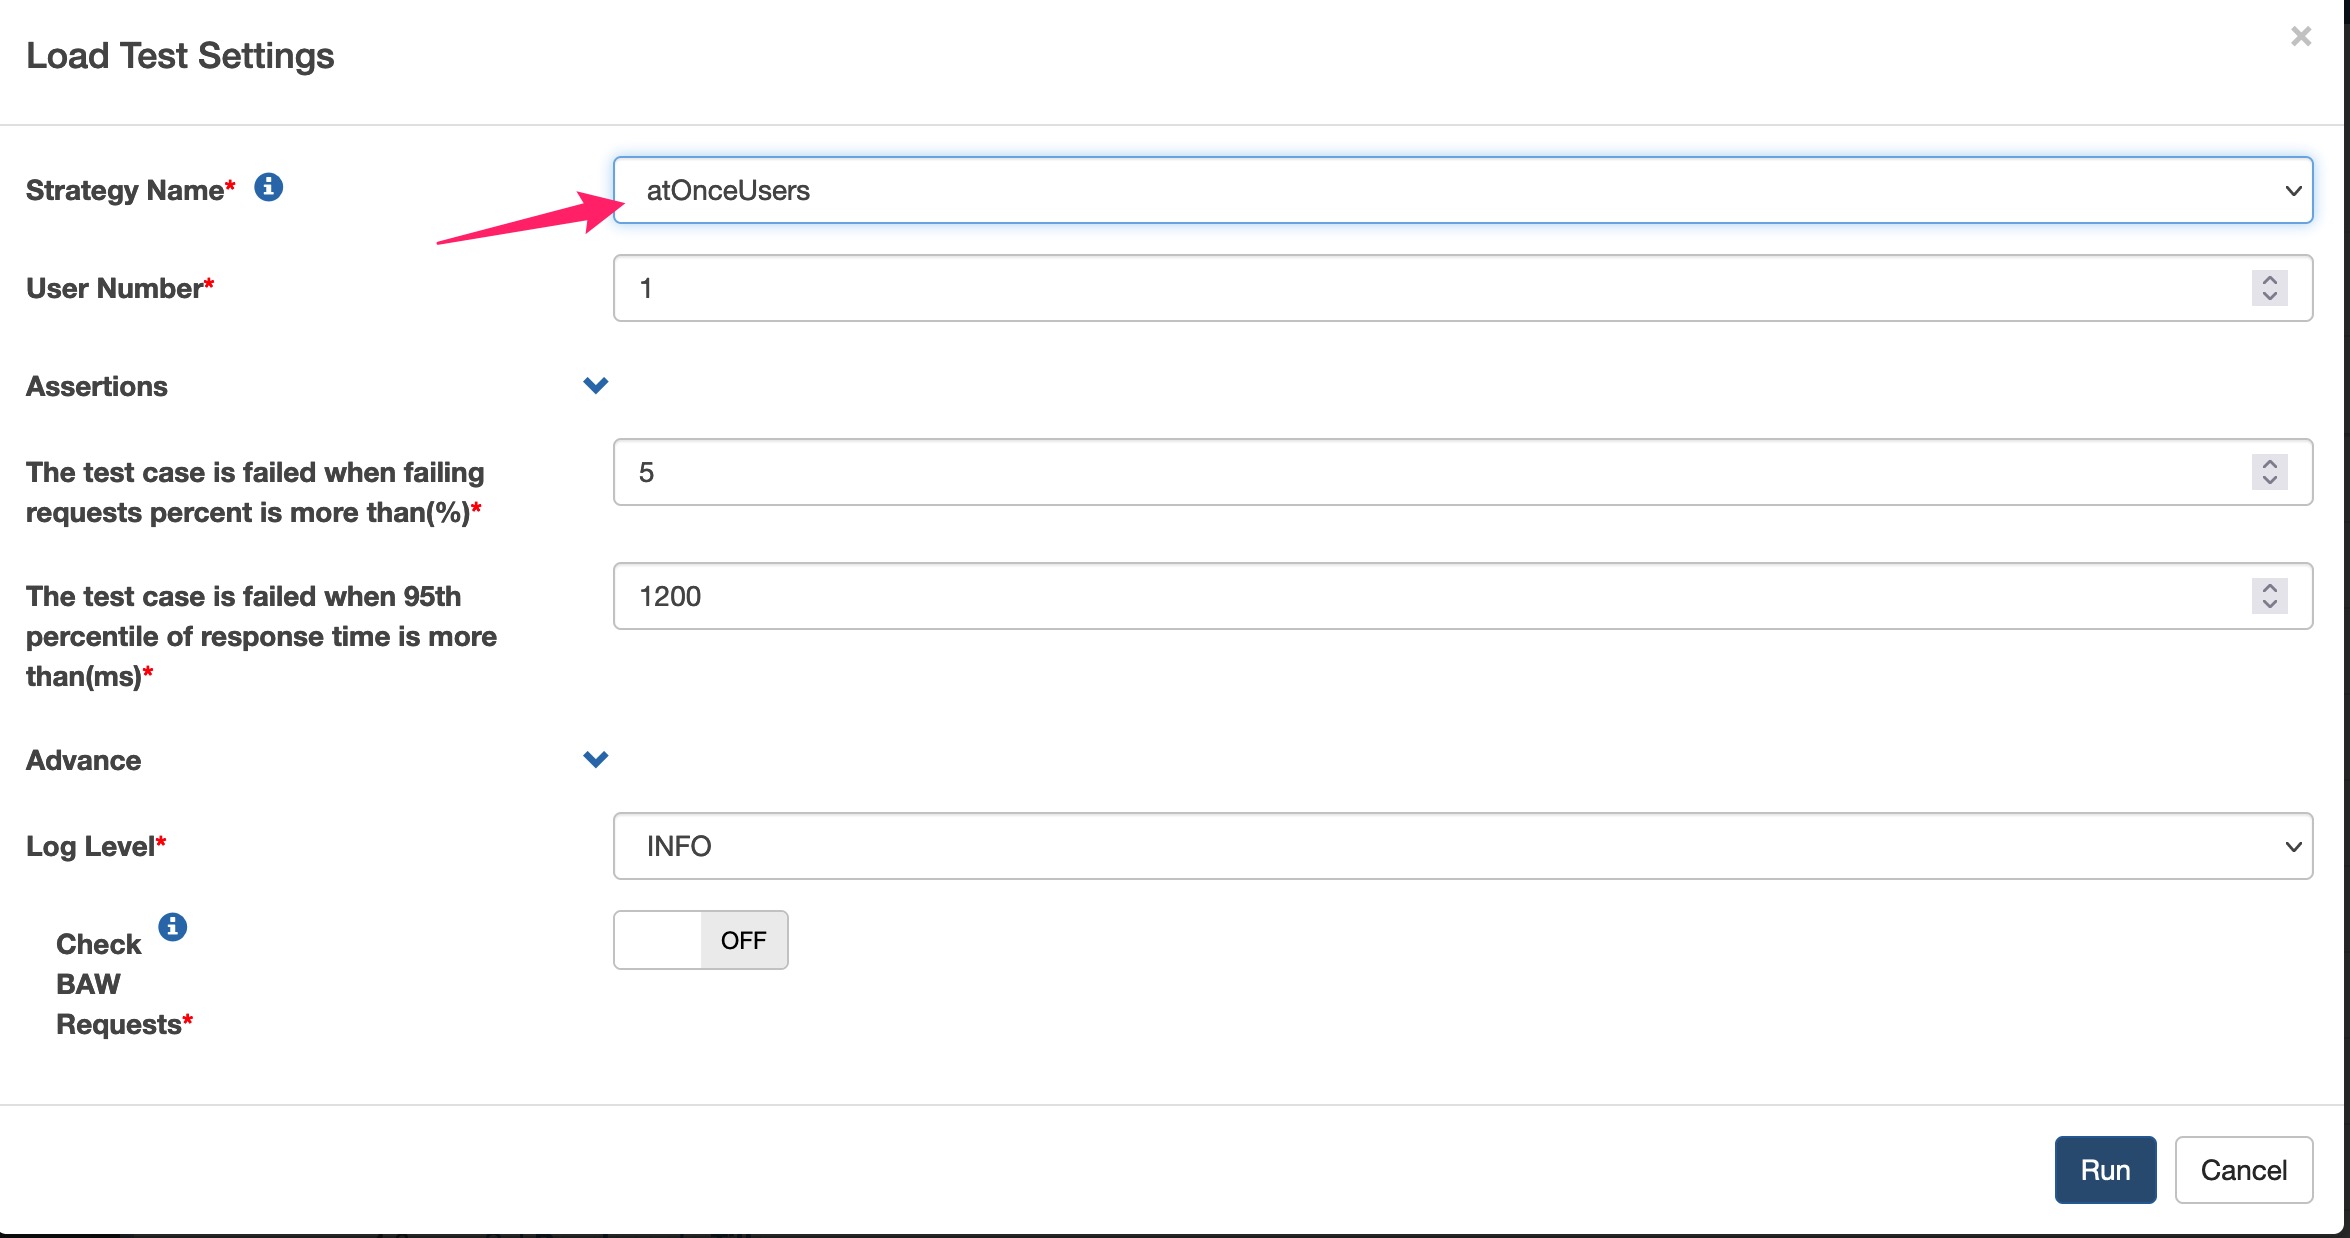 Load Test Settings
×
Strategy Name*
atOnceUsers
User Number*
1
Assertions
The test case is failed when failing
requests percent is more than(%)*
5
The test case is failed when 95th
percentile of response time is more
than(ms)*
1200
Advance
Log Level*
INFO
Check
BAW
Requests*
OFF
Run
Cancel